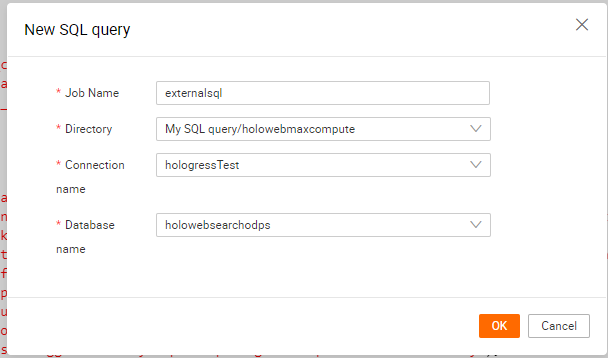 New SQL query
* Job Name
externalsql
* Directory
My SQL query/holowebmaxcompute
* Connection name
hologressTest
* Database name
holowebsearchodps
OK
Cancel